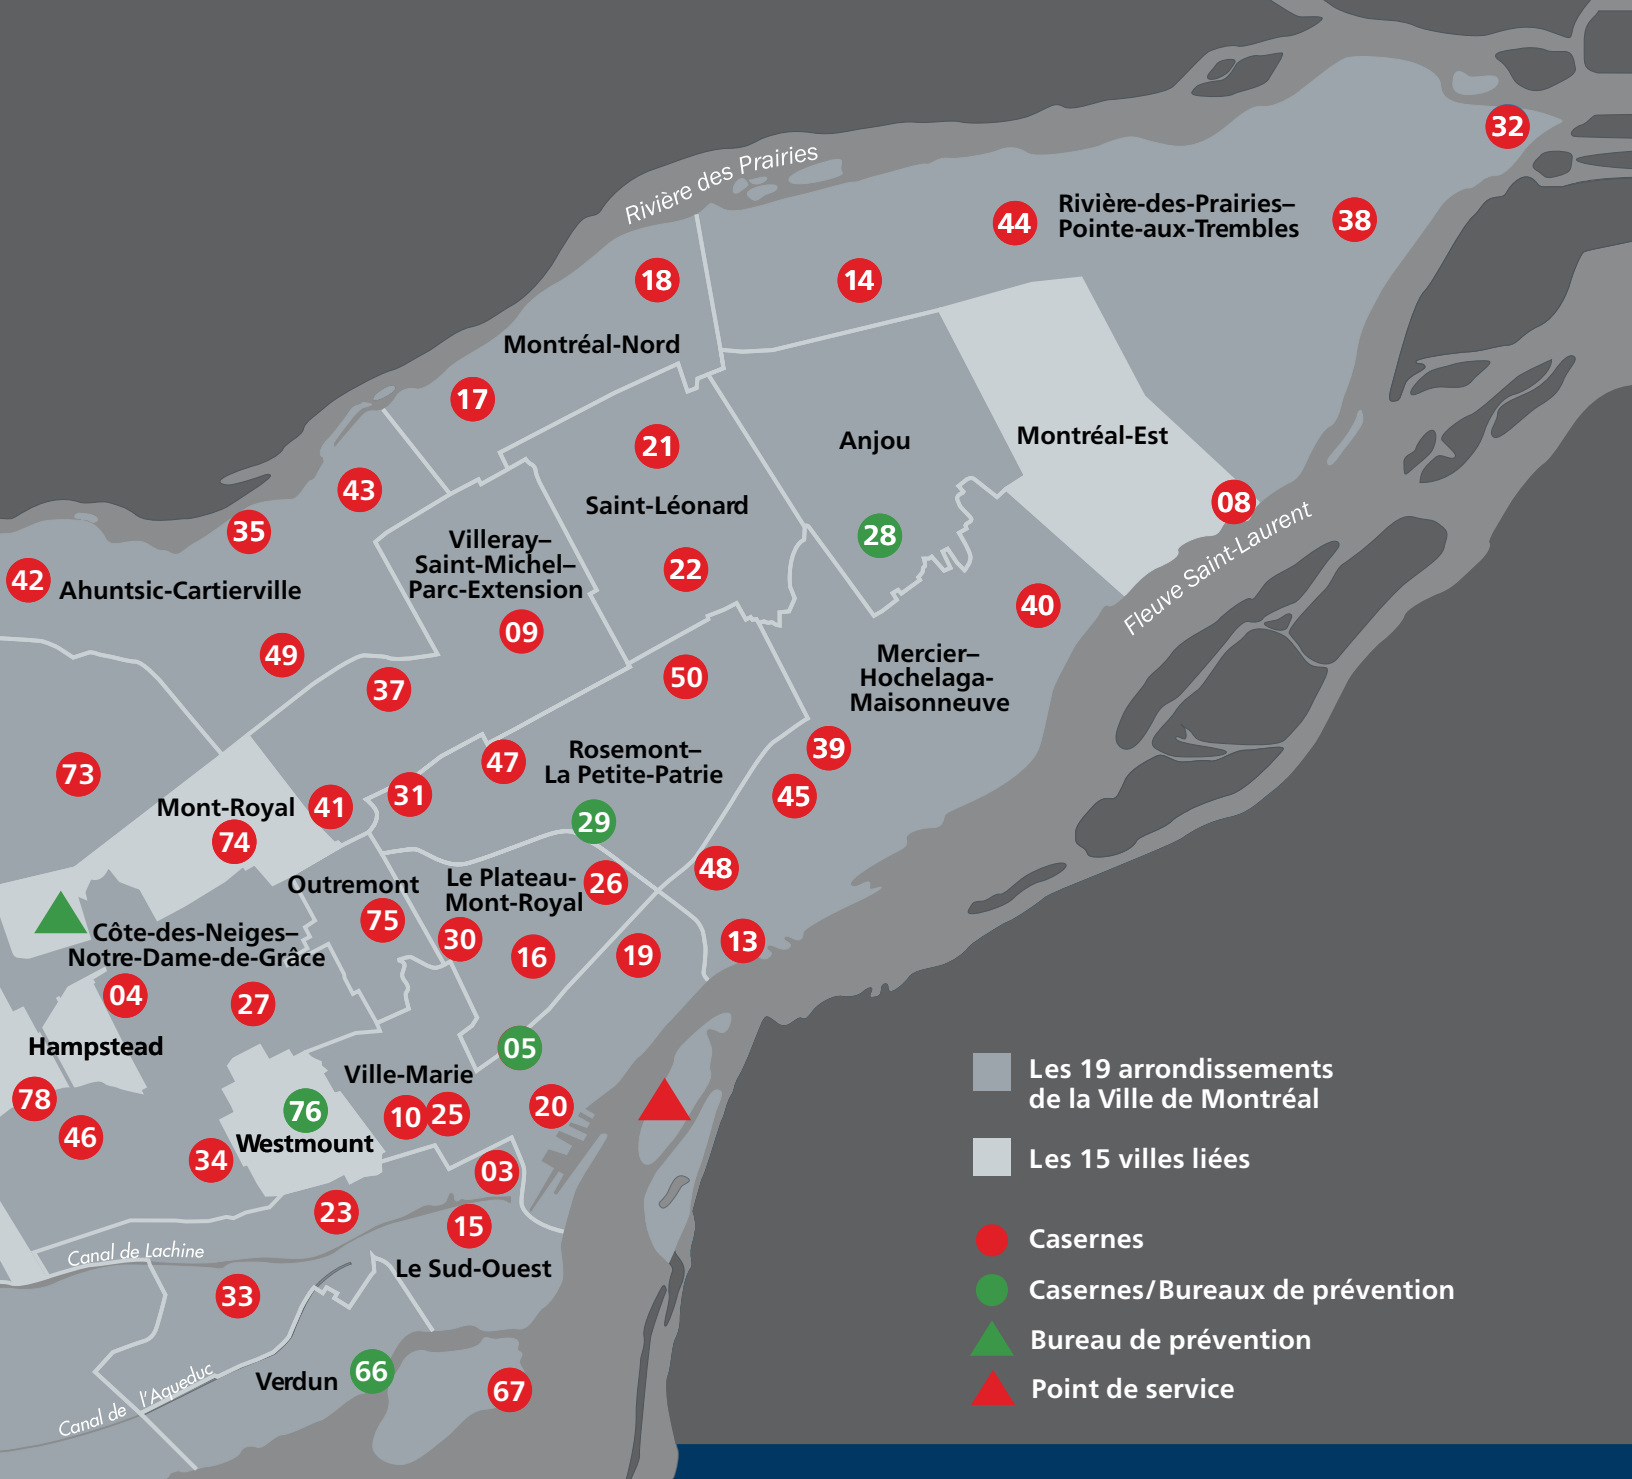 32
Rivière des Prairies
44
Rivière-des-Prairies–
Pointe-aux-Trembles
38
18
14
Montréal-Nord
17
21
Anjou
Montréal-Est
43
Saint-Léonard
08
35
28
Villeray–
Saint-Michel–
Parc-Extension
Fleuve Saint-Laurent
42
Ahuntsic-Cartierville
22
40
09
49
37
50
Mercier–
Hochelaga-
Maisonneuve
73
47
Rosemont–
La Petite-Patrie
39
45
Mont-Royal
41
31
74
29
Outremont
Le Plateau-
Mont-Royal
26
48
75
30
16
19
13
Côte-des-Neiges–
Notre-Dame-de-Grâce
04
27
Hampstead
05
Ville-Marie
78
76
10
25
20
46
Westmount
34
03
23
15
Canal de Lachine
Le Sud-Ouest
33
Canal de l'Aqueduc
Verdun
66
67
Les 19 arrondissements
de la Ville de Montréal
Les 15 villes liées
Casernes
Casernes/Bureaux de prévention
Bureau de prévention
Point de service